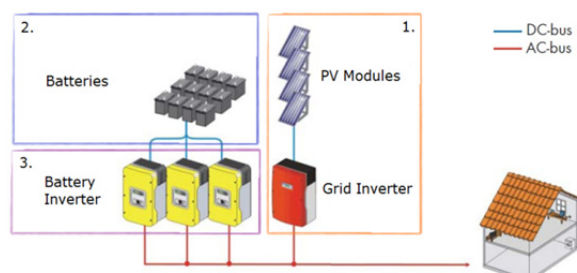 2.
Batteries
1.
PV Modules
DC-bus
AC-bus
3.
Battery
Inverter
Grid Inverter